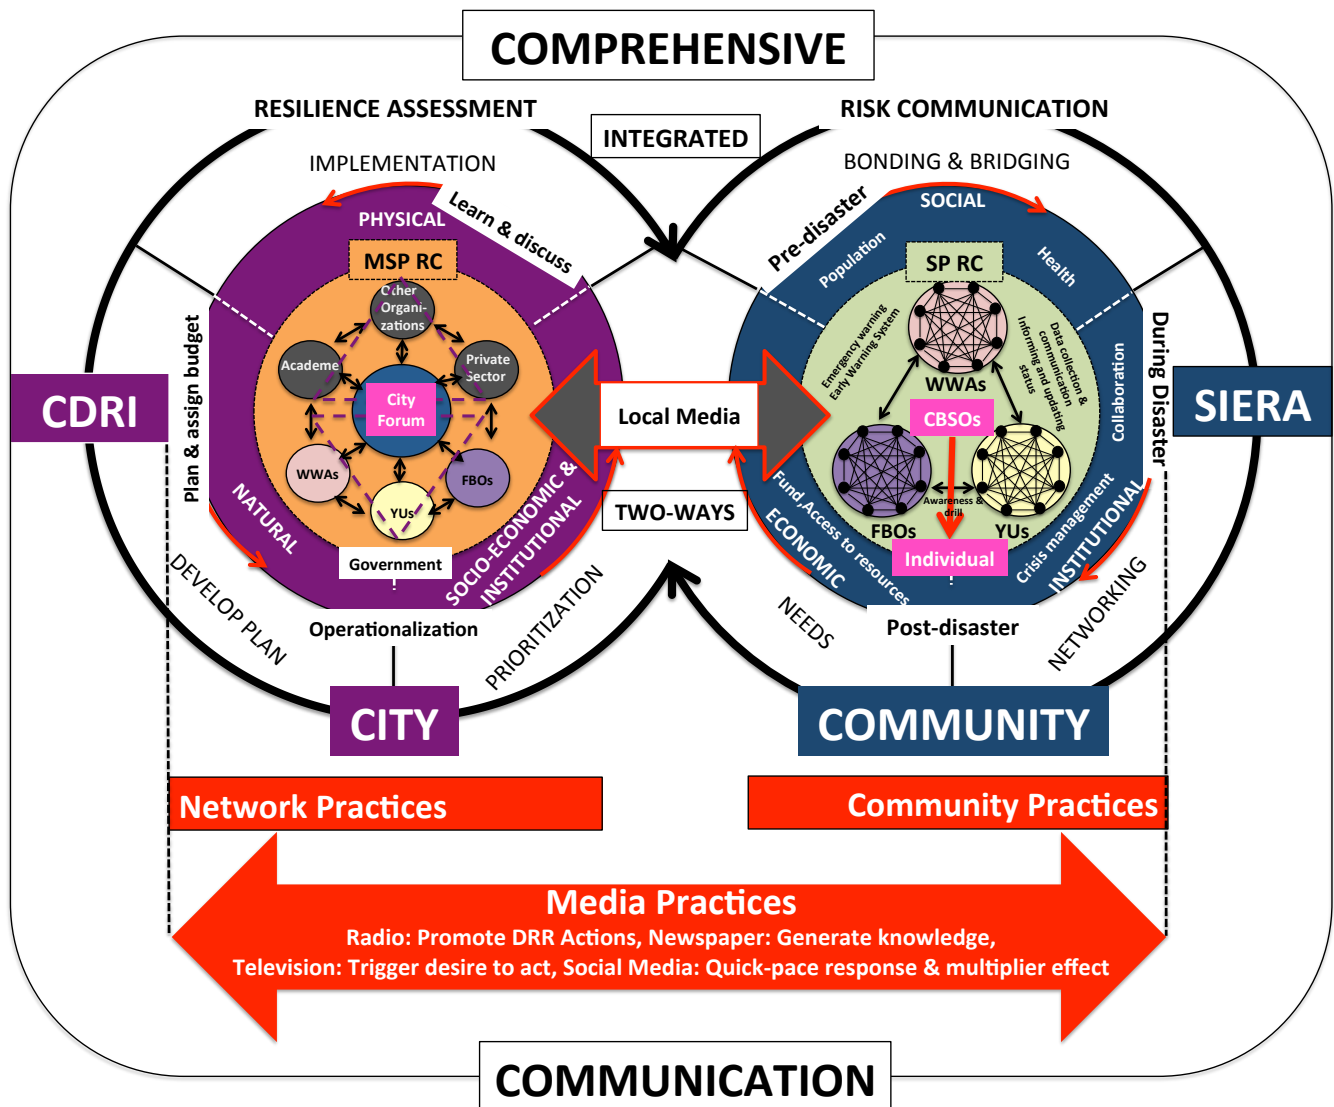 COMPREHENSIVE
RESILIENCE ASSESSMENT
RISK COMMUNICATION
INTEGRATED
IMPLEMENTATION
BONDING & BRIDGING
PHYSICAL
Learn & discuss
MSP RC
Other
Organi-
zations
Academe
Private
Sector
City
Forum
WWAs
FBOs
YUs
Government
Plan & assign budget
NATURAL
SOCIO-ECONOMIC &
INSTITUTIONAL
CDRI
DEVELOP PLAN
Operationalization
PRIORITIZATION
CITY
Local Media
TWO-WAYS
Pre-disaster
SOCIAL
Population
Health
SP RC
Emergency warning
Early Warning System
Data collection &
communication
Informing and updating
status
WWAs
CBSOs
Collaboration
During Disaster
SIERA
FBOs
Awareness &
drill
YUs
Individual
Fund,Access to resources
ECONOMIC
Crisis management
INSTITUTIONAL
NEEDS
Post-disaster
NETWORKING
COMMUNITY
Network Practices
Community Practices
Media Practices
Radio: Promote DRR Actions, Newspaper: Generate knowledge,
Television: Trigger desire to act, Social Media: Quick-pace response & multiplier effect
COMMUNICATION